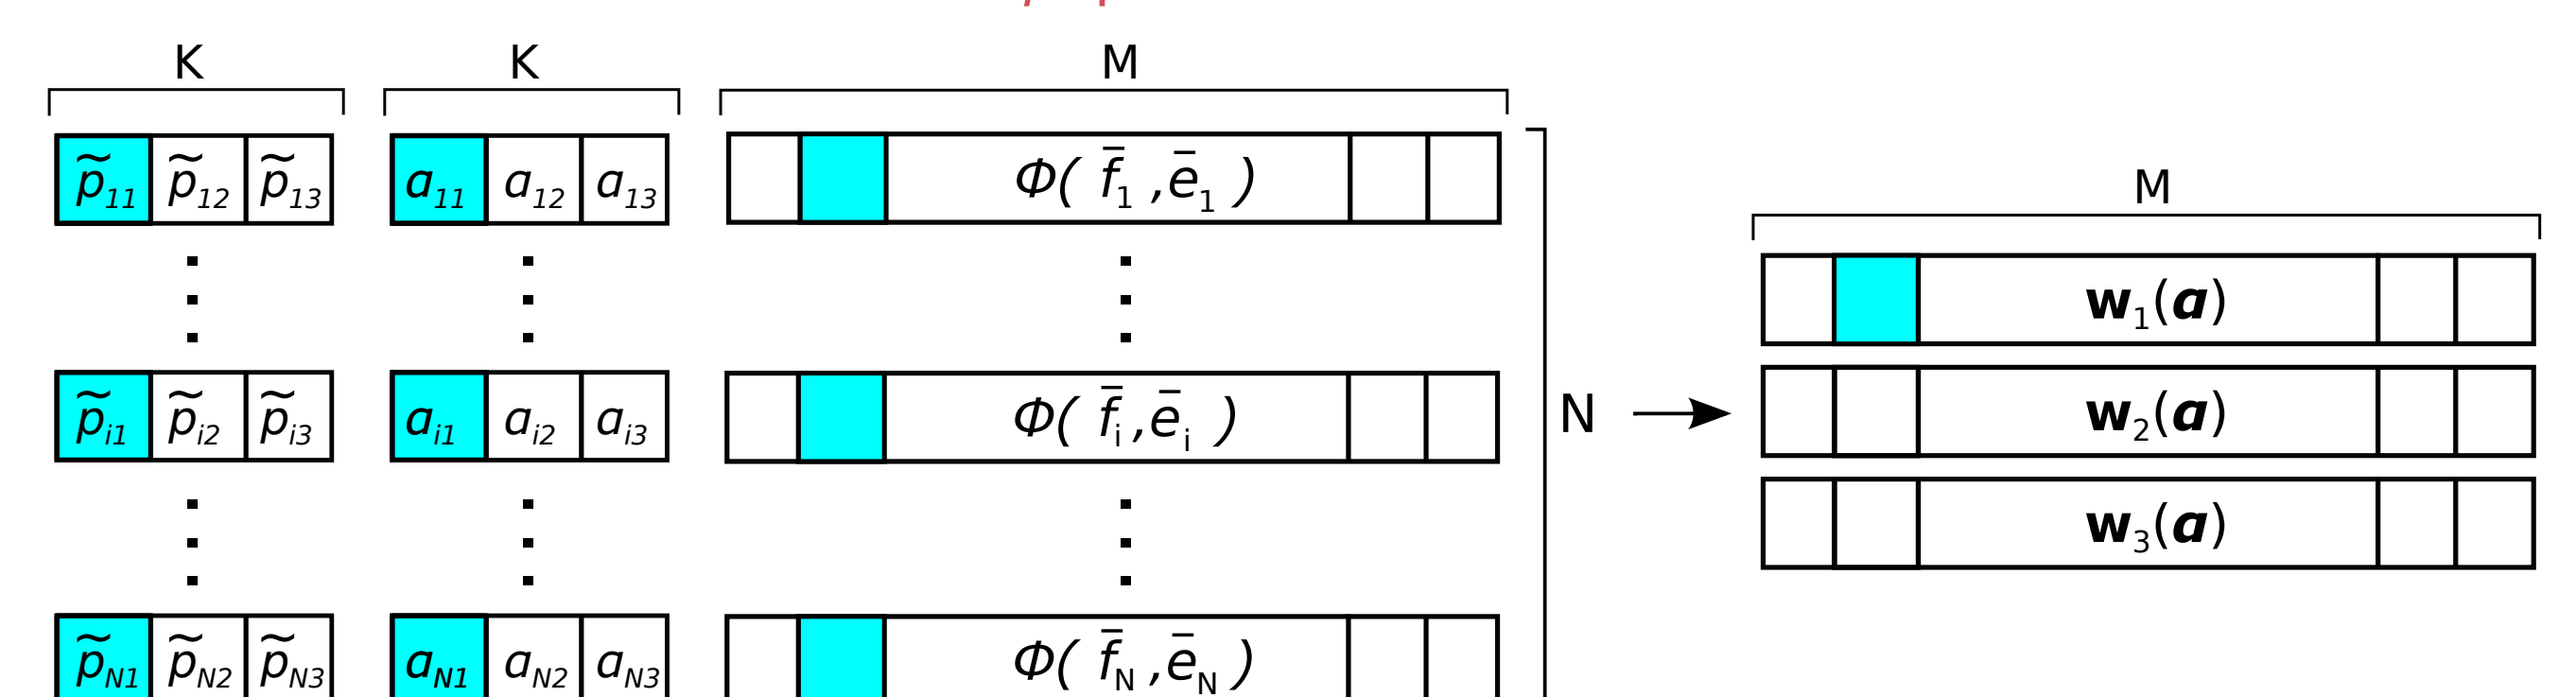 K K M
p̃11 p̃12 p̃13 a11 a12 a13 Φ( f̄1 ,ē1 )
M
w1(a)
p̃i1 p̃i2 p̃i3 ai1 ai2 ai3 Φ( f̄i ,ēi ) N w2(a)
w3(a)
p̃N1 p̃N2 p̃N3 aN1 aN2 aN3 Φ( f̄N ,ēN )